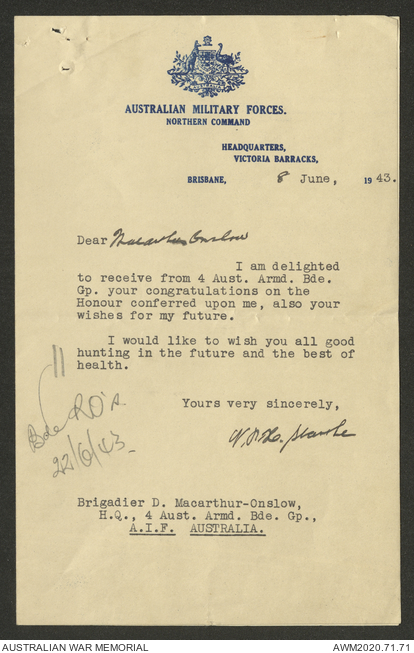 AUSTRALIAN MILITARY FORCES.
NORTHERN COMMAND
HEADQUARTERS,
VICTORIA BARRACKS,
BRISBANE, 8 June, 1943.
Dear Macarthur Onslow
I am delighted
to receive from 4 Aust. Armd. Bde.
Gp. your congratulations on the
Honour conferred upon me, also your
wishes for my future.
I would like to wish you all good
hunting in the future and the best of
health.
Yours very sincerely,
Bde RO's
22/6/43
Brigadier D. Macarthur-Onslow,
H.Q., 4 Aust. Armd. Bde. Gp.,
A.I.F. AUSTRALIA.
AUSTRALIAN WAR MEMORIAL
AWM2020.71.71